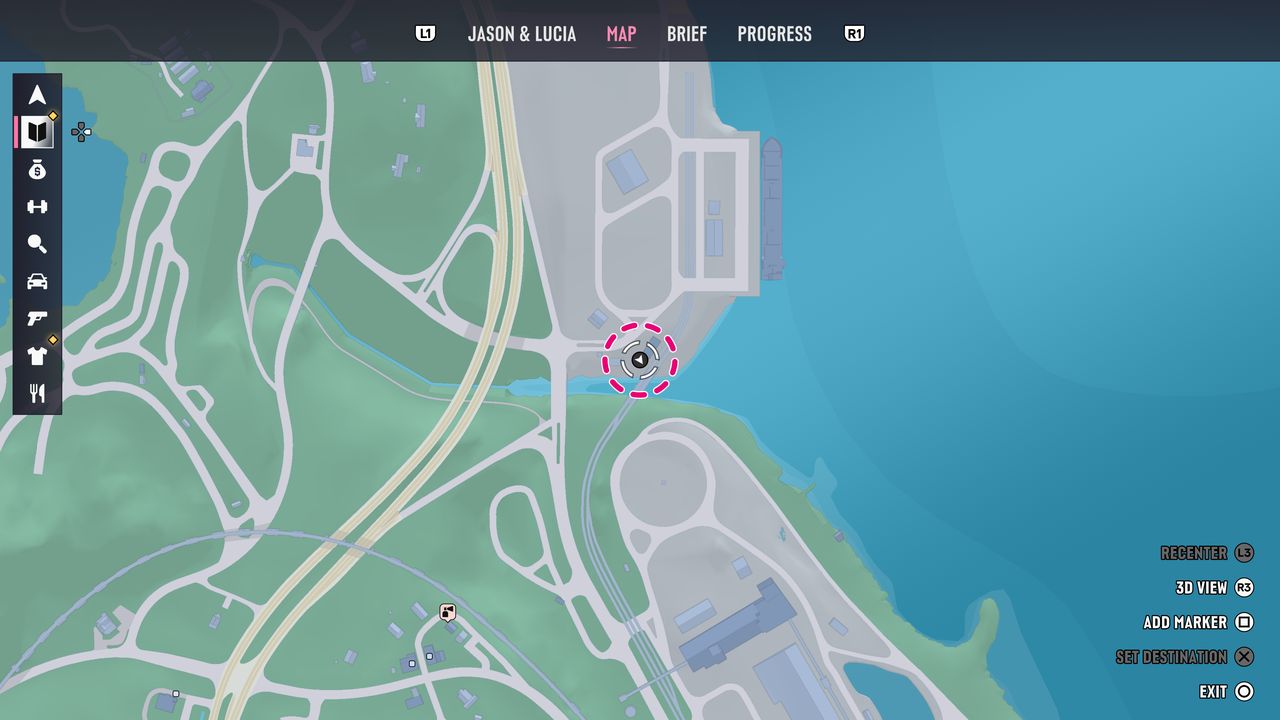 L1 JASON & LUCIA MAP BRIEF PROGRESS R1
$
RECENTER L3
3D VIEW R3
ADD MARKER
SET DESTINATION
EXIT